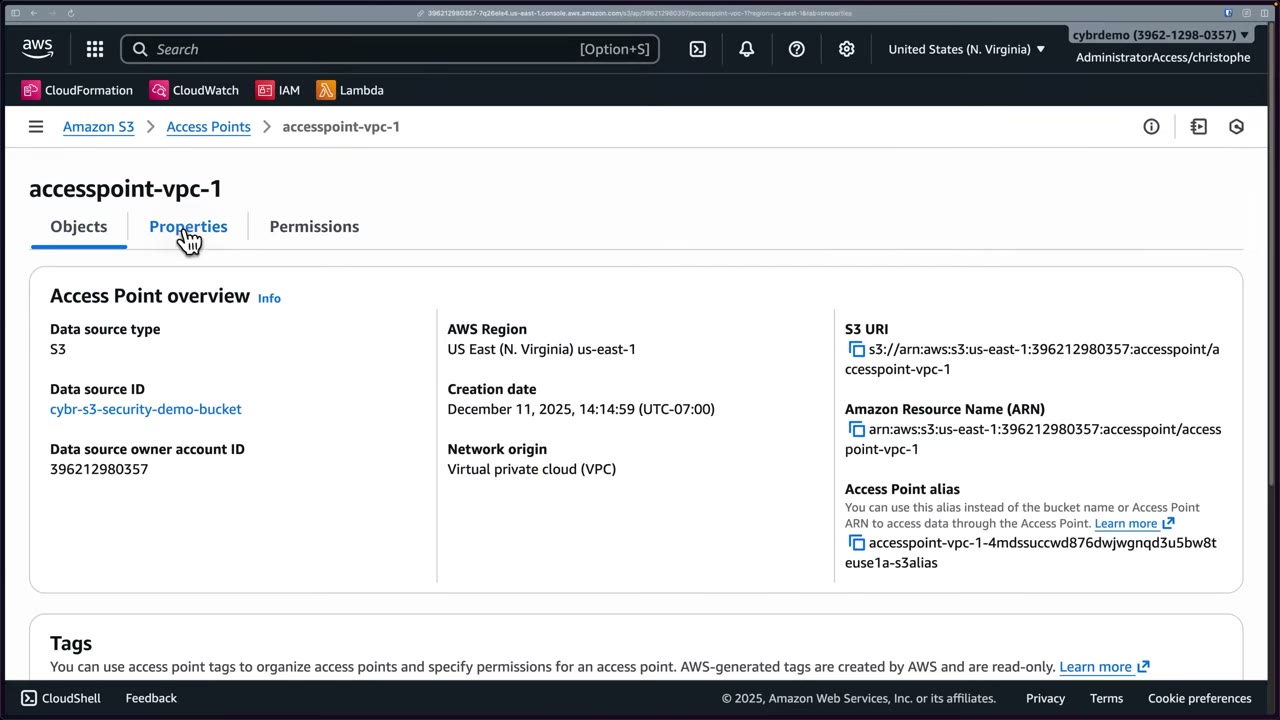 aws
Search
[Option+S]
United States (N. Virginia) ▼
cybrdemo (3962-1298-0357) ▼
AdministratorAccess/christophe
CloudFormation
CloudWatch
IAM
Lambda
Amazon S3 > Access Points > accesspoint-vpc-1
accesspoint-vpc-1
Objects
Properties
Permissions
Access Point overview Info
Data source type
S3
Data source ID
cybr-s3-security-demo-bucket
Data source owner account ID
396212980357
AWS Region
US East (N. Virginia) us-east-1
Creation date
December 11, 2025, 14:14:59 (UTC-07:00)
Network origin
Virtual private cloud (VPC)
S3 URI
s3://arn:aws:s3:us-east-1:396212980357:accesspoint/a
ccesspoint-vpc-1
Amazon Resource Name (ARN)
arn:aws:s3:us-east-1:396212980357:accesspoint/access
point-vpc-1
Access Point alias
You can use this alias instead of the bucket name or Access Point
ARN to access data through the Access Point. Learn more
accesspoint-vpc-1-4mdssuccwd876dwjwgnqd3u5bw8t
euse1a-s3alias
Tags
You can use access point tags to organize access points and specify permissions for an access point. AWS-generated tags are created by AWS and are read-only. Learn more
CloudShell
Feedback
© 2025, Amazon Web Services, Inc. or its affiliates.
Privacy
Terms
Cookie preferences